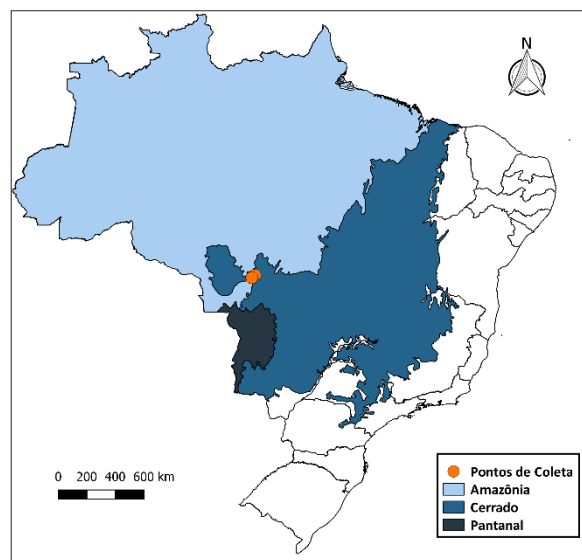 N
0 200 400 600 km
Pontos de Coleta
Amazônia
Cerrado
Pantanal